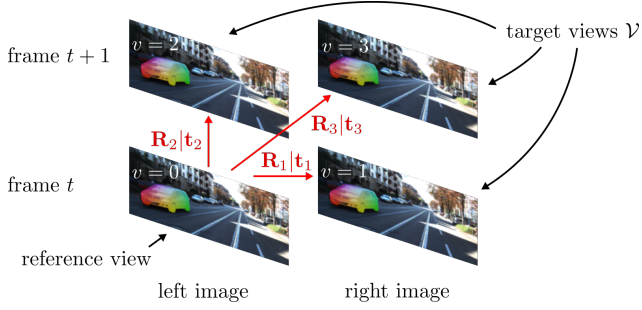 v = 2
v = 3
target views 𝒱
frame t + 1
R₂|t₂
R₃|t₃
R₁|t₁
v = 0
v = 1
frame t
reference view
left image
right image